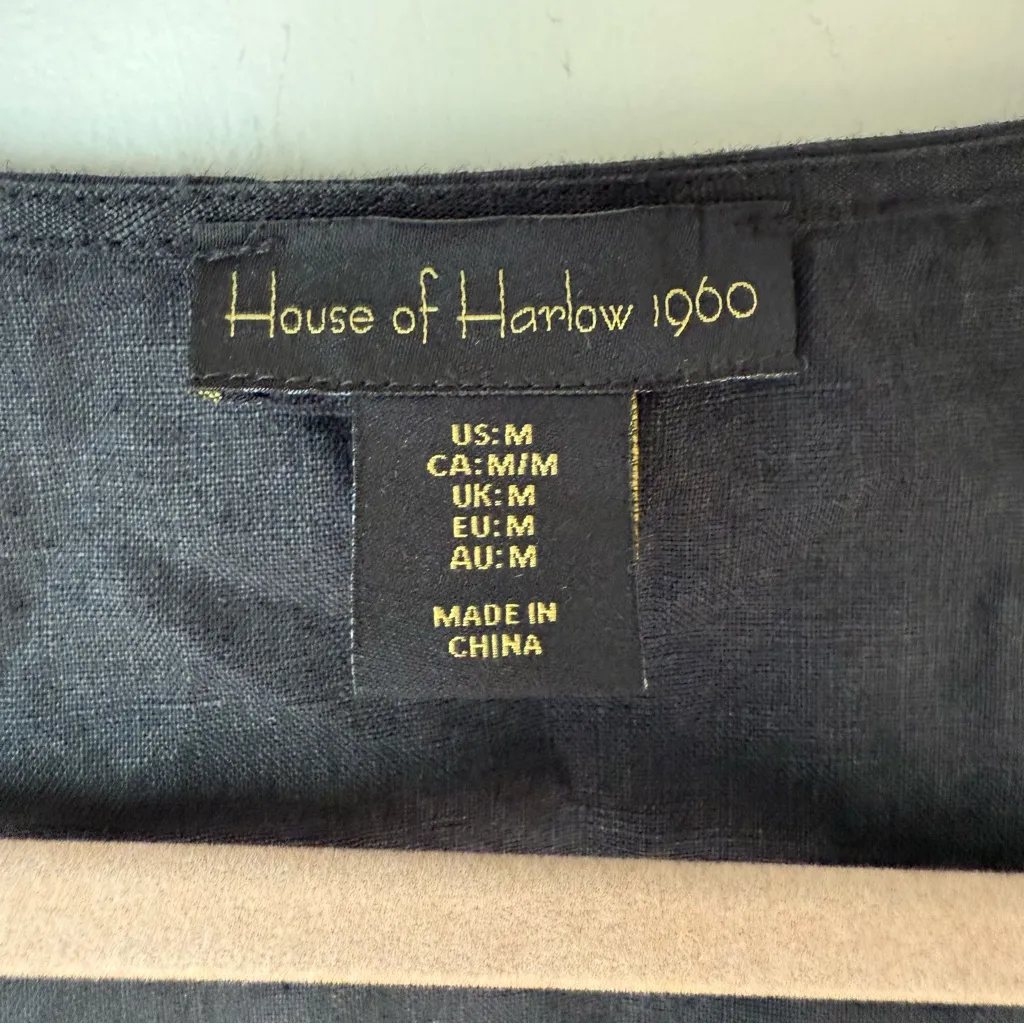 House of Harlow 1960
US: M
CA: M/M
UK: M
EU: M
AU: M
MADE IN
CHINA